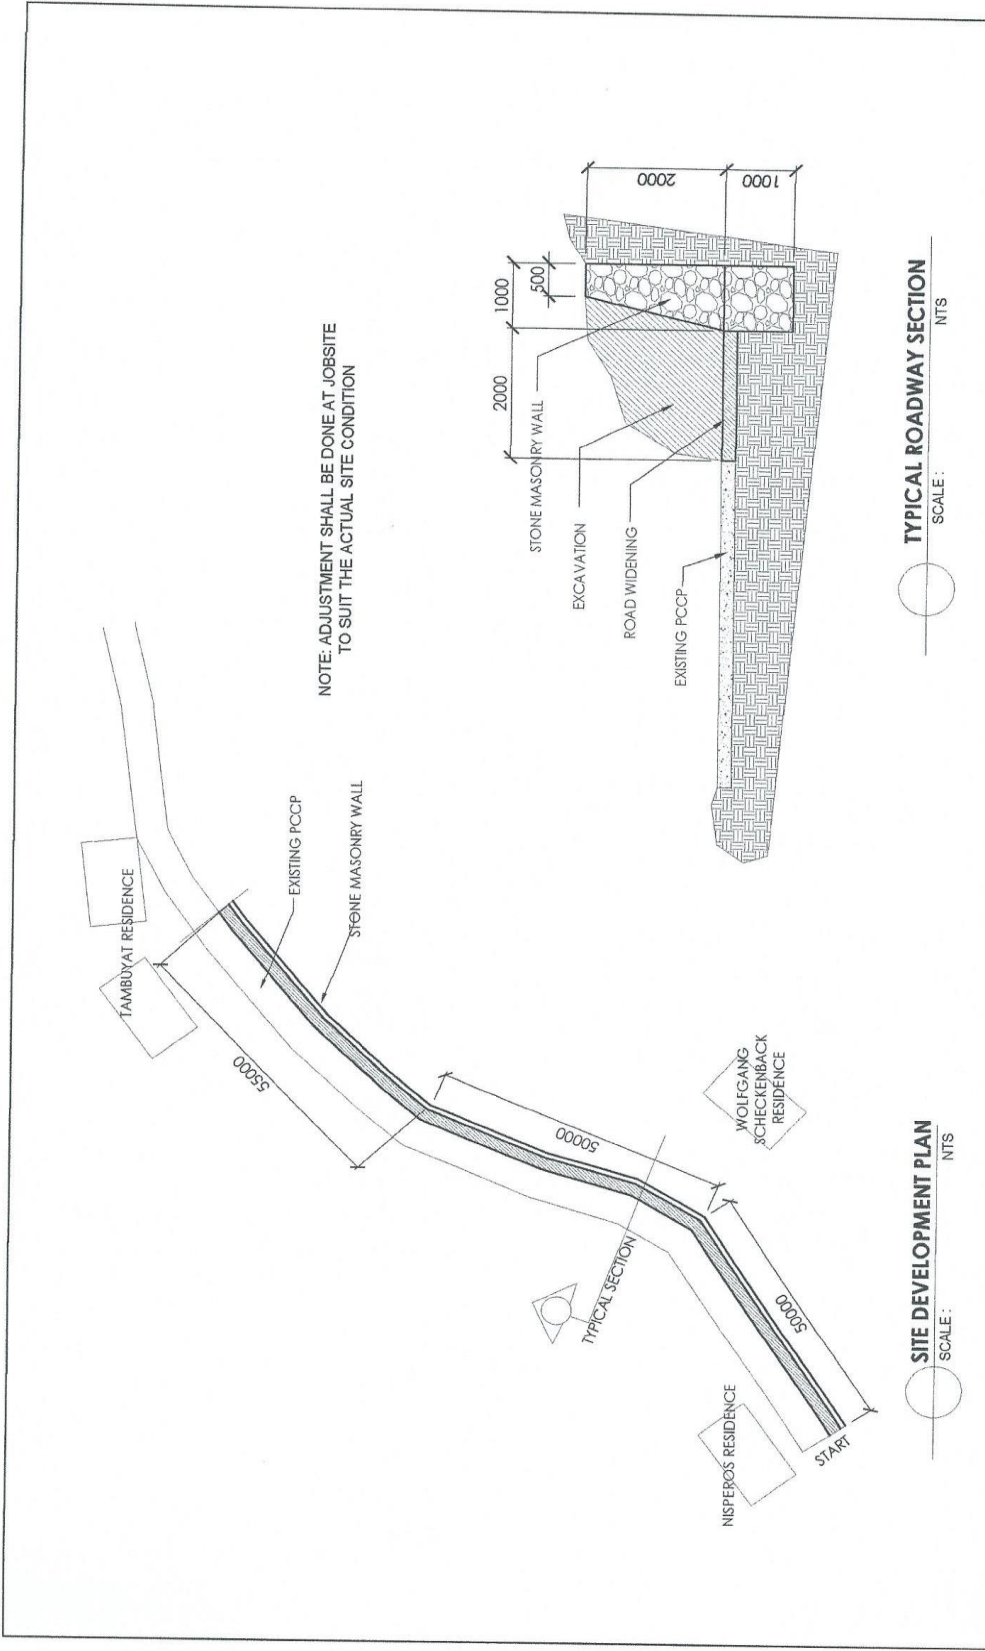 TAMBUYAT RESIDENCE
55000
EXISTING PCCP
STONE MASONRY WALL
NOTE: ADJUSTMENT SHALL BE DONE AT JOBSITE
TO SUIT THE ACTUAL SITE CONDITION
50000
TYPICAL SECTION
WOLFGANG
SCHECKENBACK
RESIDENCE
NISPEROS RESIDENCE
50000
START
SITE DEVELOPMENT PLAN
SCALE :
NTS
2000
1000
500
STONE MASONRY WALL
EXCAVATION
ROAD WIDENING
EXISTING PCCP
2000
1000
TYPICAL ROADWAY SECTION
SCALE :
NTS